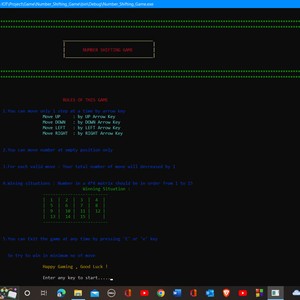 \CF\Project\Game\Number_Shifting_Game\bin\Debug\Number_Shifting_Game.exe
NUMBER SHIFTING GAME
RULES OF THIS GAME
1.You can move only 1 step at a time by arrow key
Move UP : by UP Arrow Key
Move DOWN : by DOWN Arrow Key
Move LEFT : by LEFT Arrow Key
Move RIGHT : by RIGHT Arrow Key
2.You can move number at empty position only
3.For each valid move : Your total number of move will decreased by 1
4.Wining situation : Number in a 4*4 matrix should be in order from 1 to 15
Winning Situation :
| 1 | 2 | 3 | 4 |
| 5 | 6 | 7 | 8 |
| 9 | 10 | 11 | 12 |
| 13 | 14 | 15 | |
5.You can exit the game at any time by pressing 'E' or 'e' key
So try to win in minimum no of move
Happy Gaming , Good Luck !
Enter any key to start....